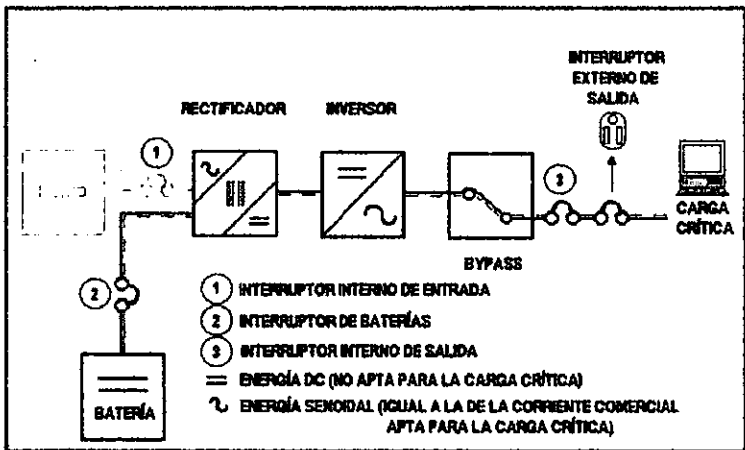 INTERRUPTOR
EXTERNO DE
SALIDA
RECTIFICADOR
INVERSOR
1
3
CARGA
CRÍTICA
BYPASS
2
BATERÍA
1 INTERRUPTOR INTERNO DE ENTRADA
2 INTERRUPTOR DE BATERÍAS
3 INTERRUPTOR INTERNO DE SALIDA
ENERGÍA DC (NO APTA PARA LA CARGA CRÍTICA)
ENERGÍA SENOIDAL (IGUAL A LA DE LA CORRIENTE COMERCIAL
APTA PARA LA CARGA CRÍTICA)